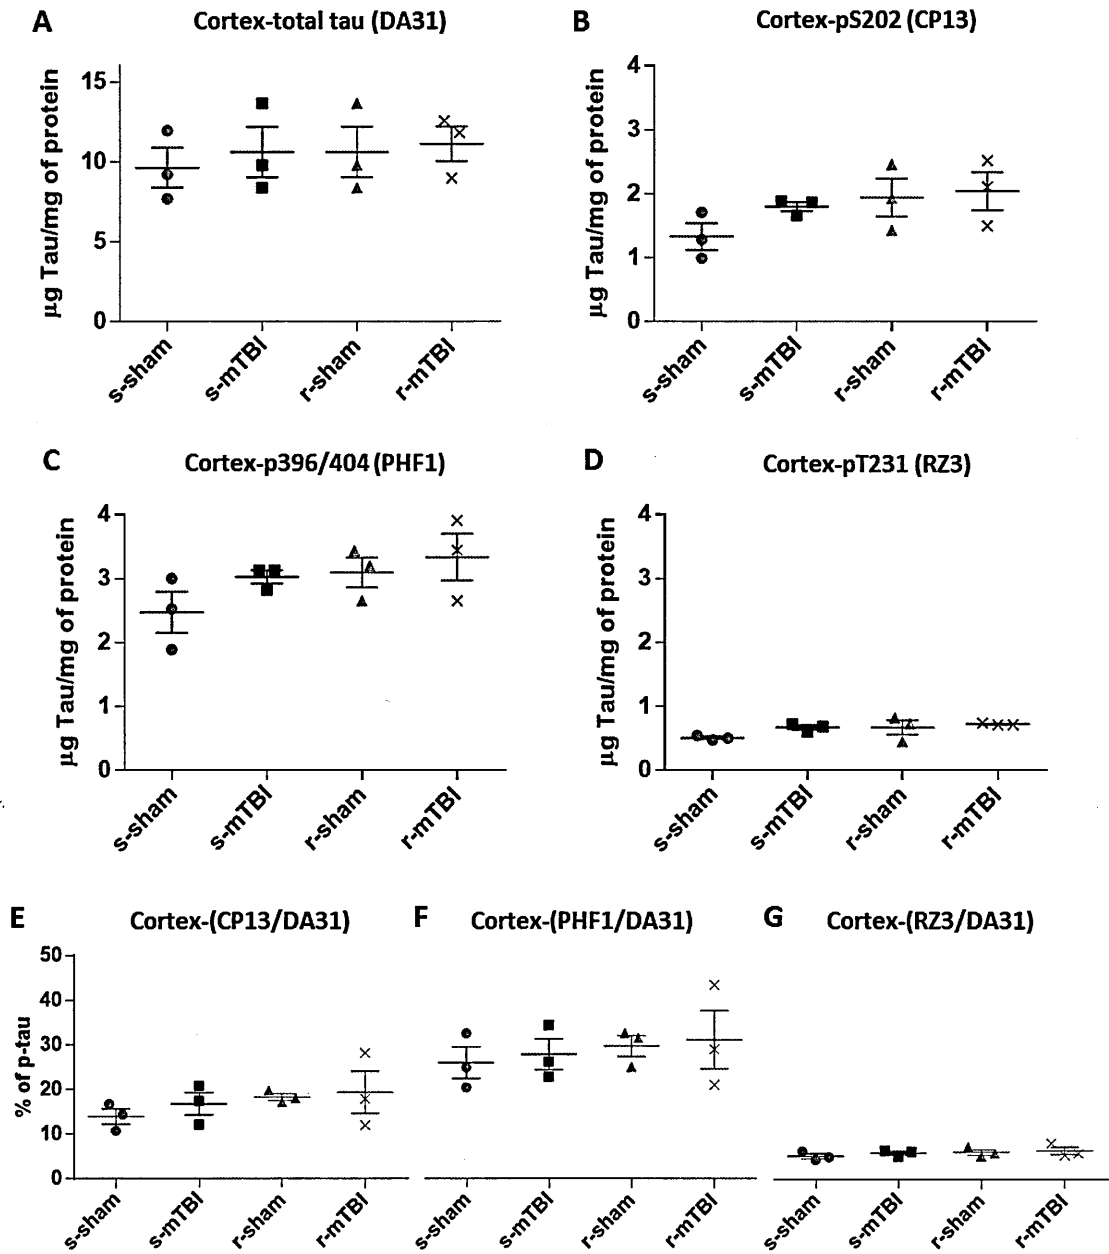 A Cortex-total tau (DA31)
µg Tau/mg of protein
15
10
5
0
s-sham s-mTBI r-sham r-mTBI
B Cortex-pS202 (CP13)
µg Tau/mg of protein
4
3
2
1
0
s-sham s-mTBI r-sham r-mTBI
C Cortex-p396/404 (PHF1)
µg Tau/mg of protein
4
3
2
1
0
s-sham s-mTBI r-sham r-mTBI
D Cortex-pT231 (RZ3)
µg Tau/mg of protein
4
3
2
1
0
s-sham s-mTBI r-sham r-mTBI
E Cortex-(CP13/DA31)
% of p-tau
50
40
30
20
10
0
s-sham s-mTBI r-sham r-mTBI
F Cortex-(PHF1/DA31)
s-sham s-mTBI r-sham r-mTBI
G Cortex-(RZ3/DA31)
s-sham s-mTBI r-sham r-mTBI